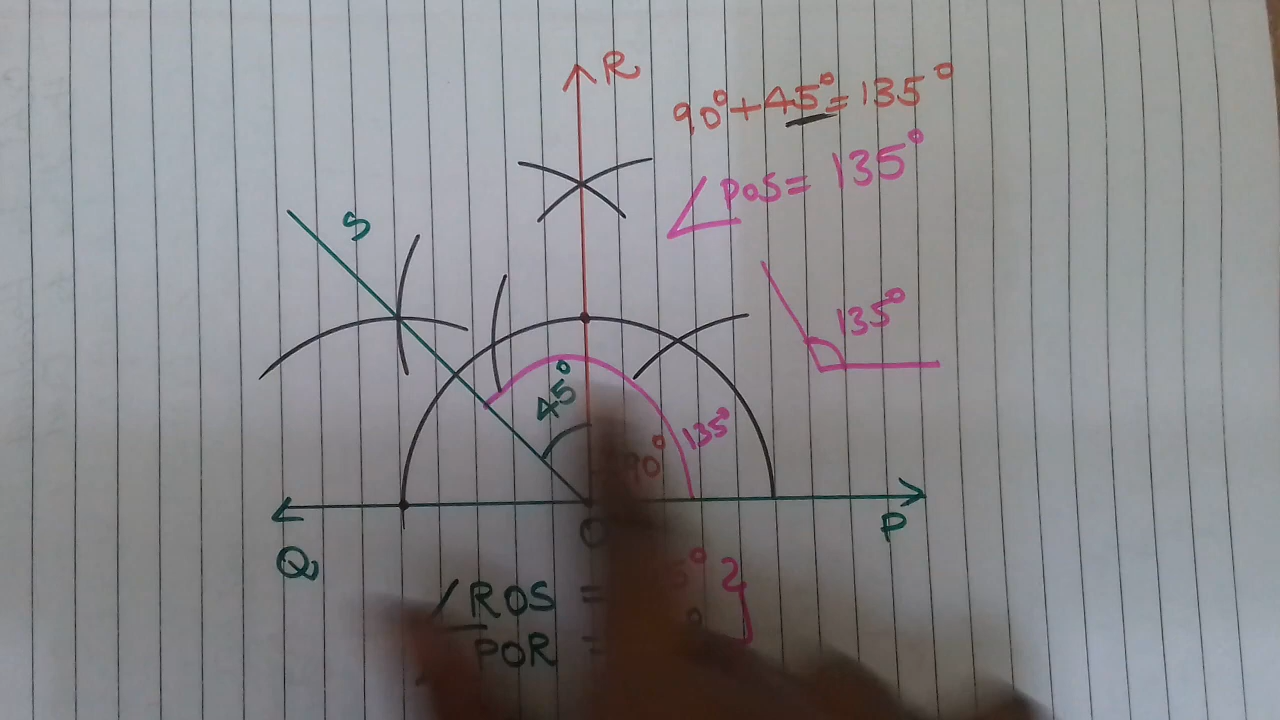 R
90°+45°=135°
∠POS= 135°
S
135°
45°
90°
135°
O
P
Q
∠ROS =
POR =